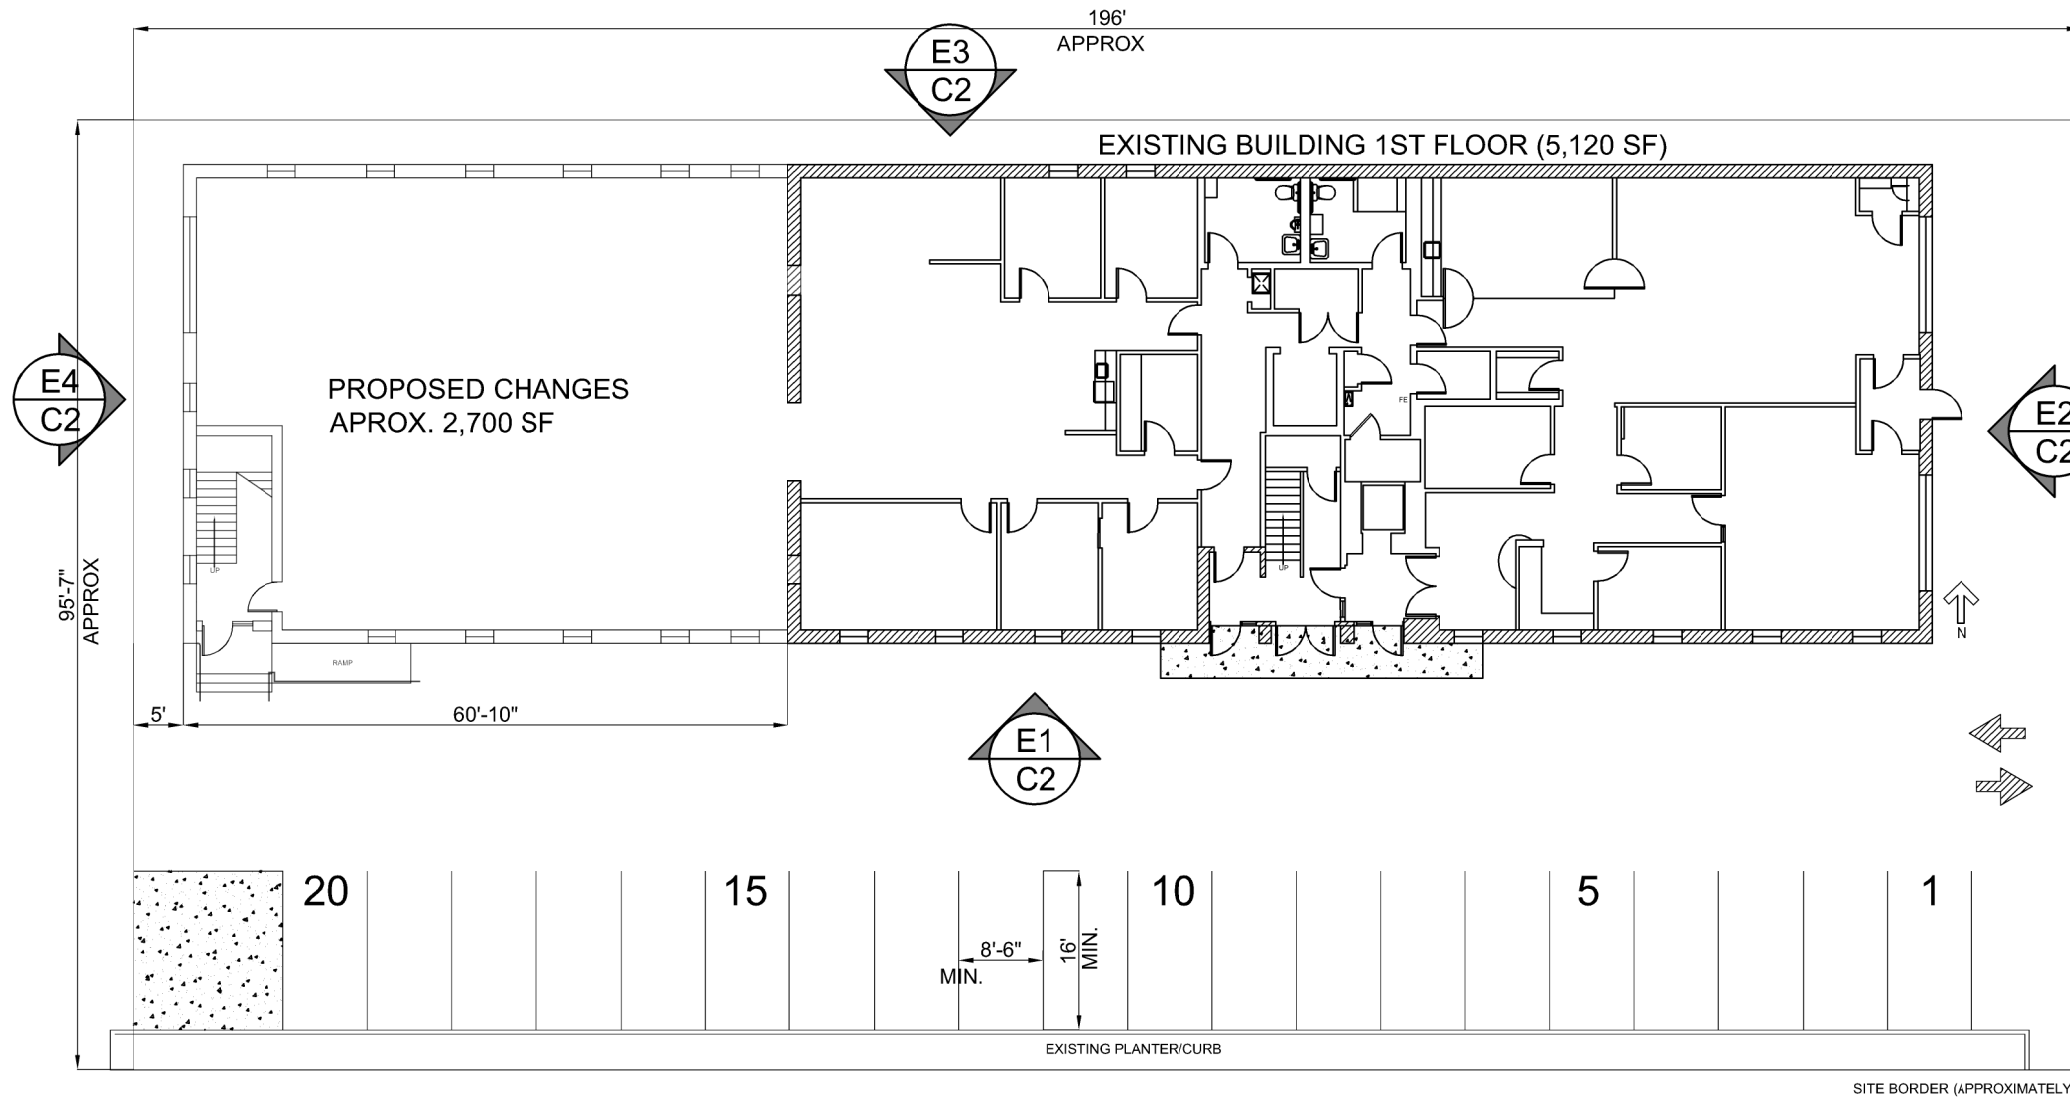 196'
APPROX
E3
C2
EXISTING BUILDING 1ST FLOOR (5,120 SF)
E4
C2
PROPOSED CHANGES
APROX. 2,700 SF
FE
E2
C2
95'-7"
APPROX
UP
UP
N
RAMP
5'
60'-10"
E1
C2
20
15
10
5
1
8'-6"
MIN.
16'
MIN.
EXISTING PLANTER/CURB
SITE BORDER (APPROXIMATELY